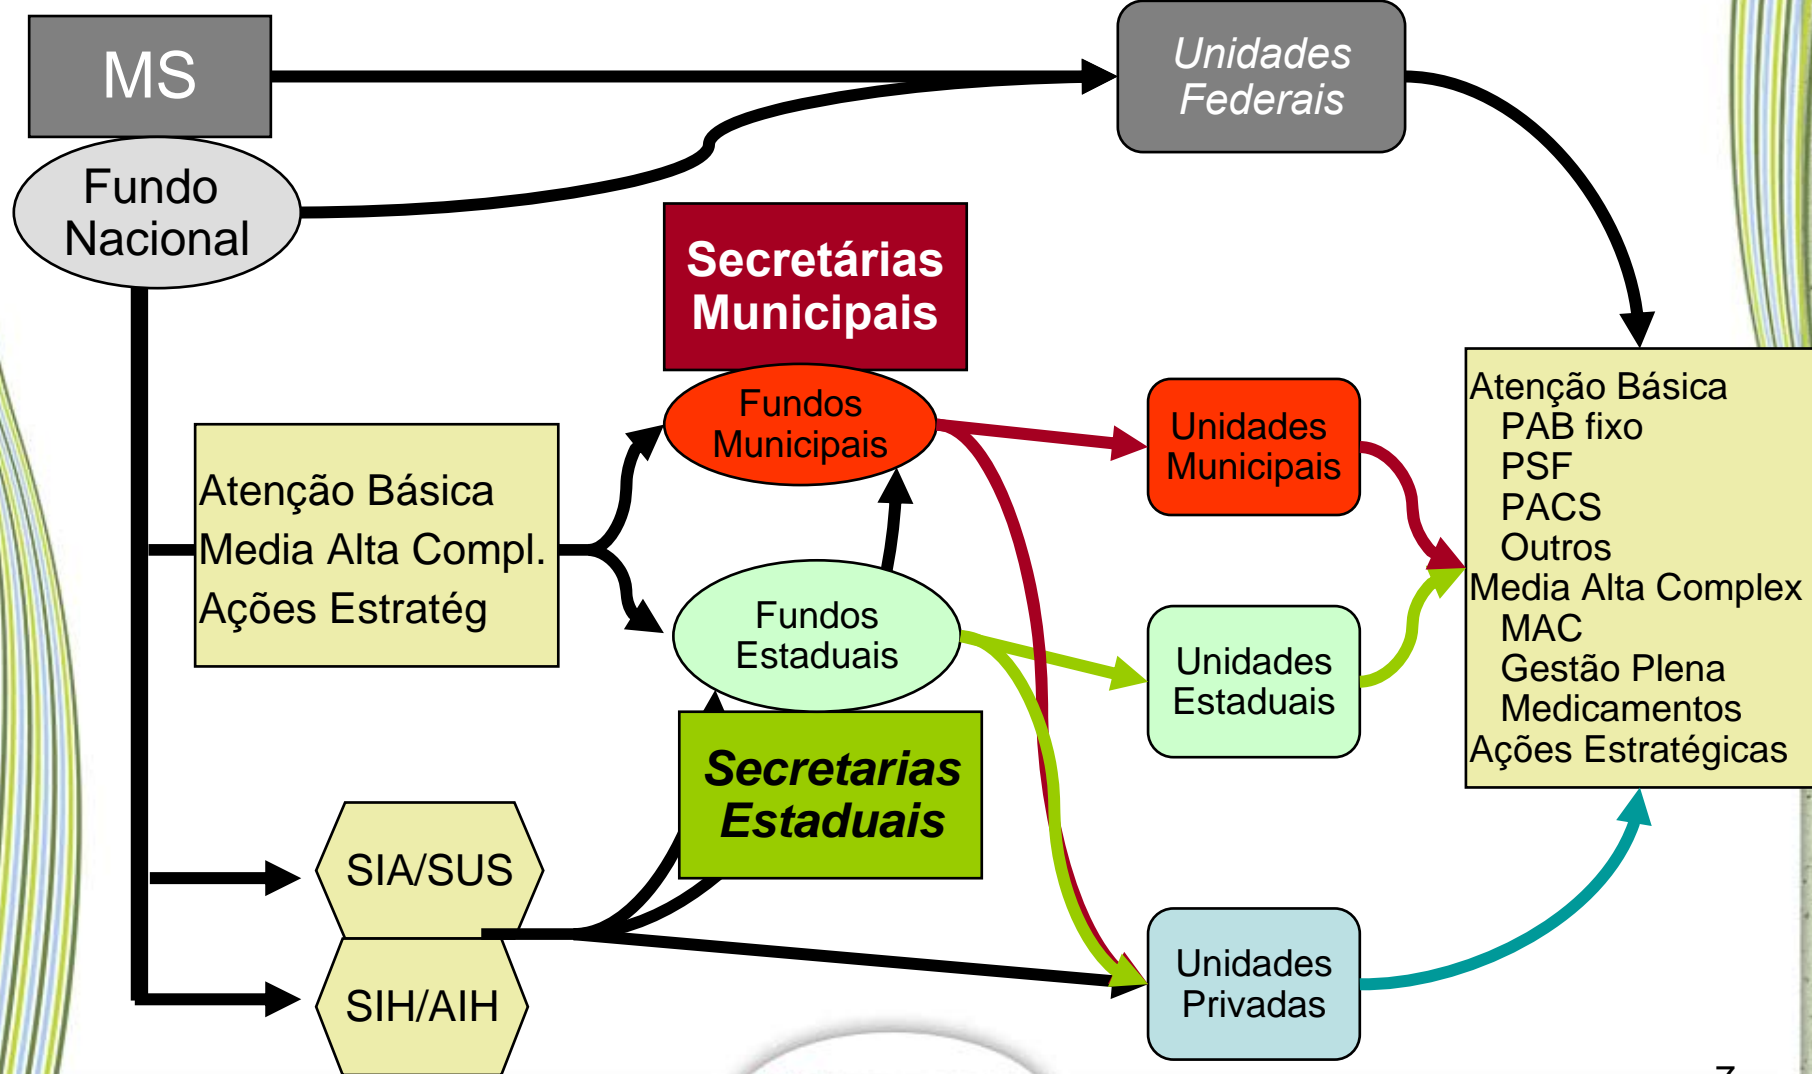 MS
Unidades
Federais
Fundo
Nacional
Secretárias
Municipais
Fundos
Municipais
Unidades
Municipais
Atenção Básica
Media Alta Compl.
Ações Estratég
Fundos
Estaduais
Unidades
Estaduais
Secretarias
Estaduais
Atenção Básica
PAB fixo
PSF
PACS
Outros
Media Alta Complex
MAC
Gestão Plena
Medicamentos
Ações Estratégicas
SIA/SUS
SIH/AIH
Unidades
Privadas